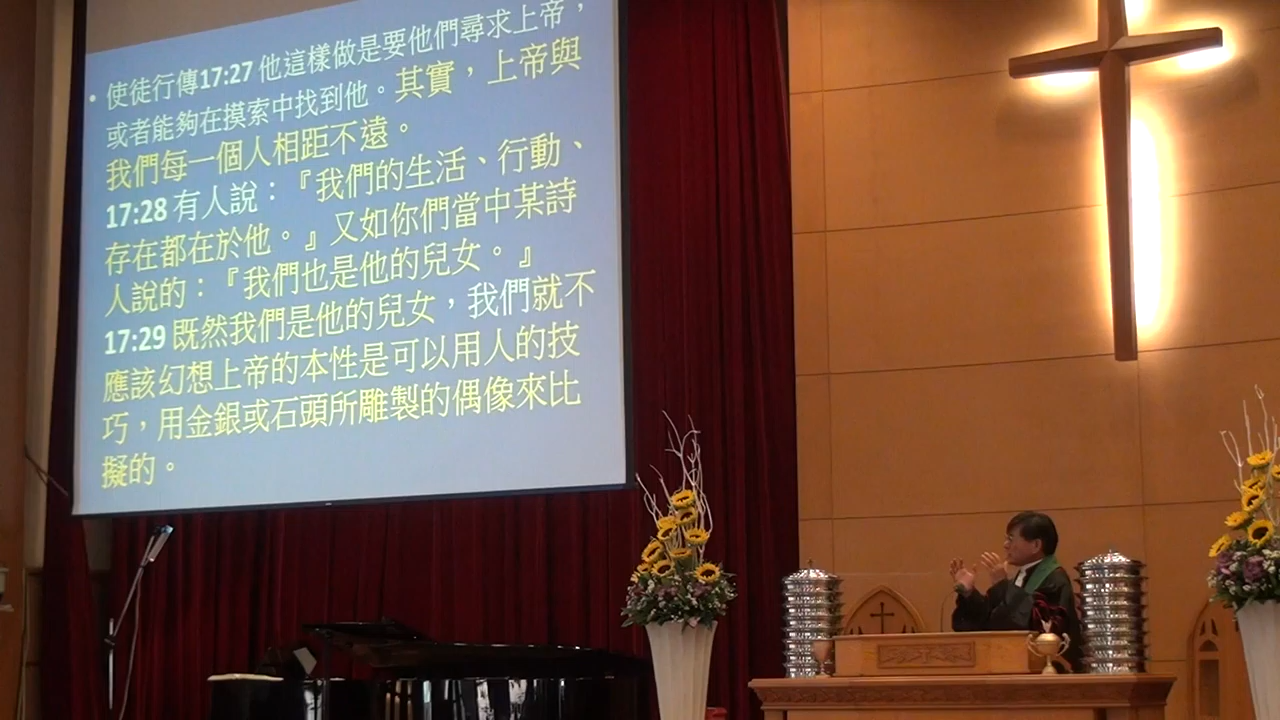 • 使徒行傳17:27 他這樣做是要他們尋求上帝，
或者能夠在摸索中找到他。其實，上帝與
我們每一個人相距不遠。
17:28 有人說：『我們的生活、行動、
存在都在於他。』又如你們當中某詩
人說的：『我們也是他的兒女。』
17:29 既然我們是他的兒女，我們就不
應該幻想上帝的本性是可以用人的技
巧，用金銀或石頭所雕製的偶像來比
擬的。